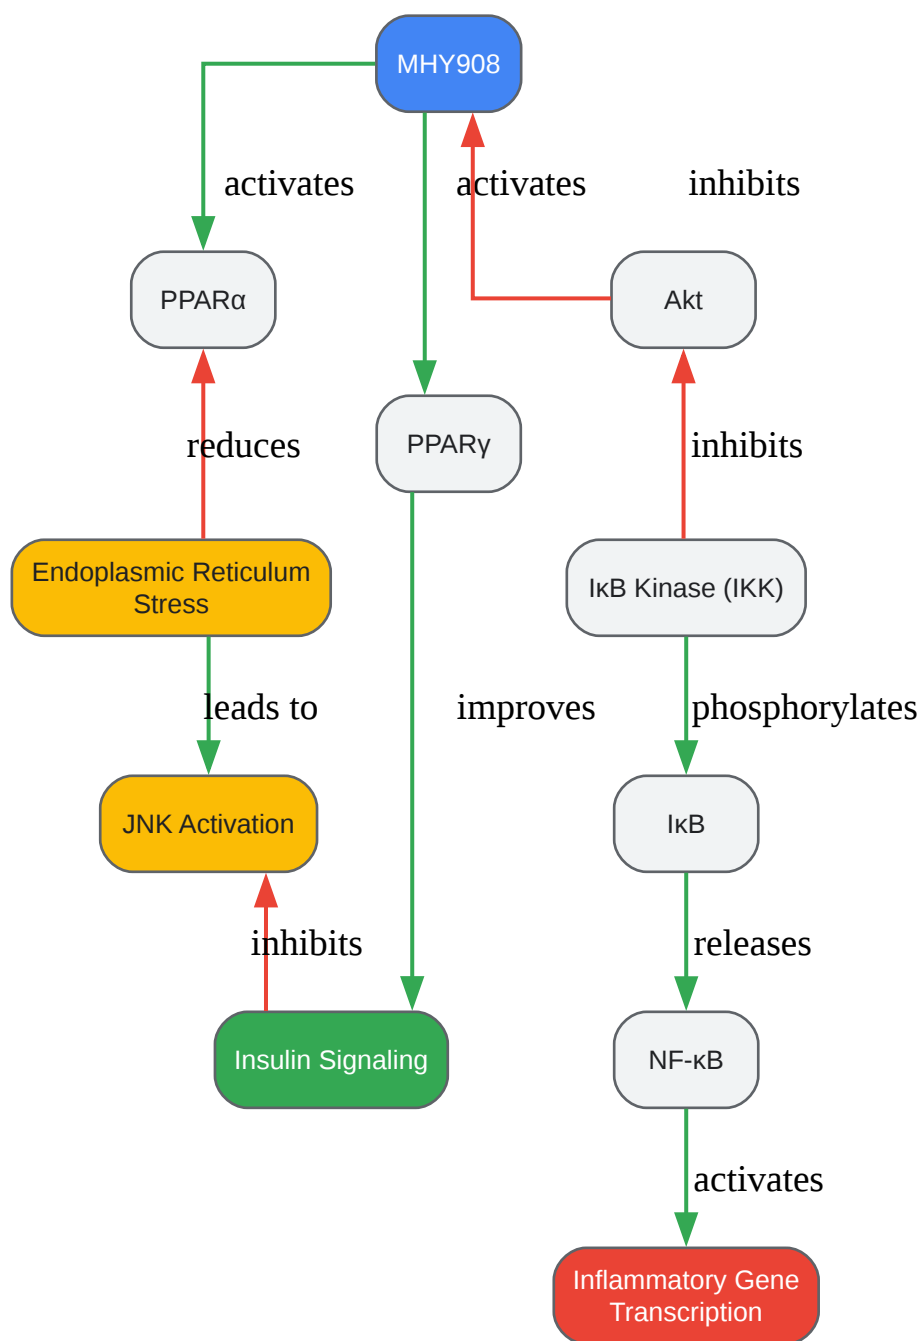 MHY908
activates
activates
inhibits
PPARα
Akt
PPARγ
reduces
inhibits
Endoplasmic Reticulum
Stress
IκB Kinase (IKK)
leads to
improves
phosphorylates
JNK Activation
IκB
inhibits
releases
Insulin Signaling
NF-κB
activates
Inflammatory Gene
Transcription